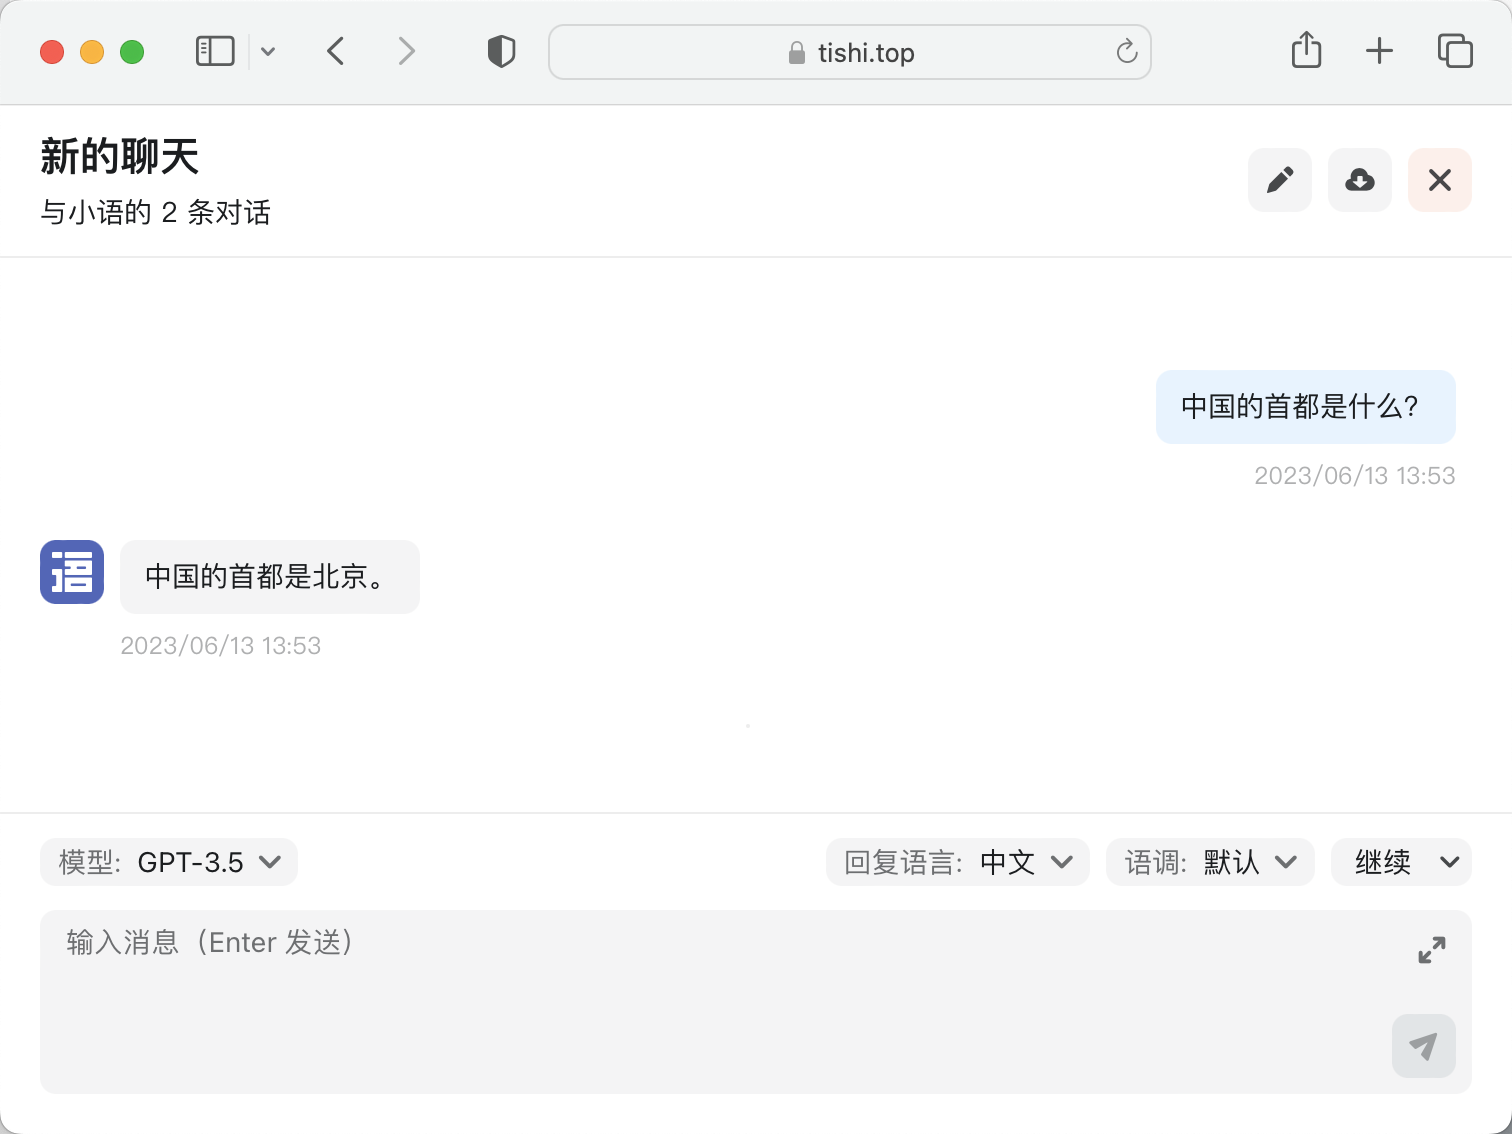 tishi.top
新的聊天
与小语的 2 条对话
中国的首都是什么?
2023/06/13 13:53
语
中国的首都是北京。
2023/06/13 13:53
模型: GPT-3.5
回复语言: 中文
语调: 默认
继续
输入消息（Enter 发送）